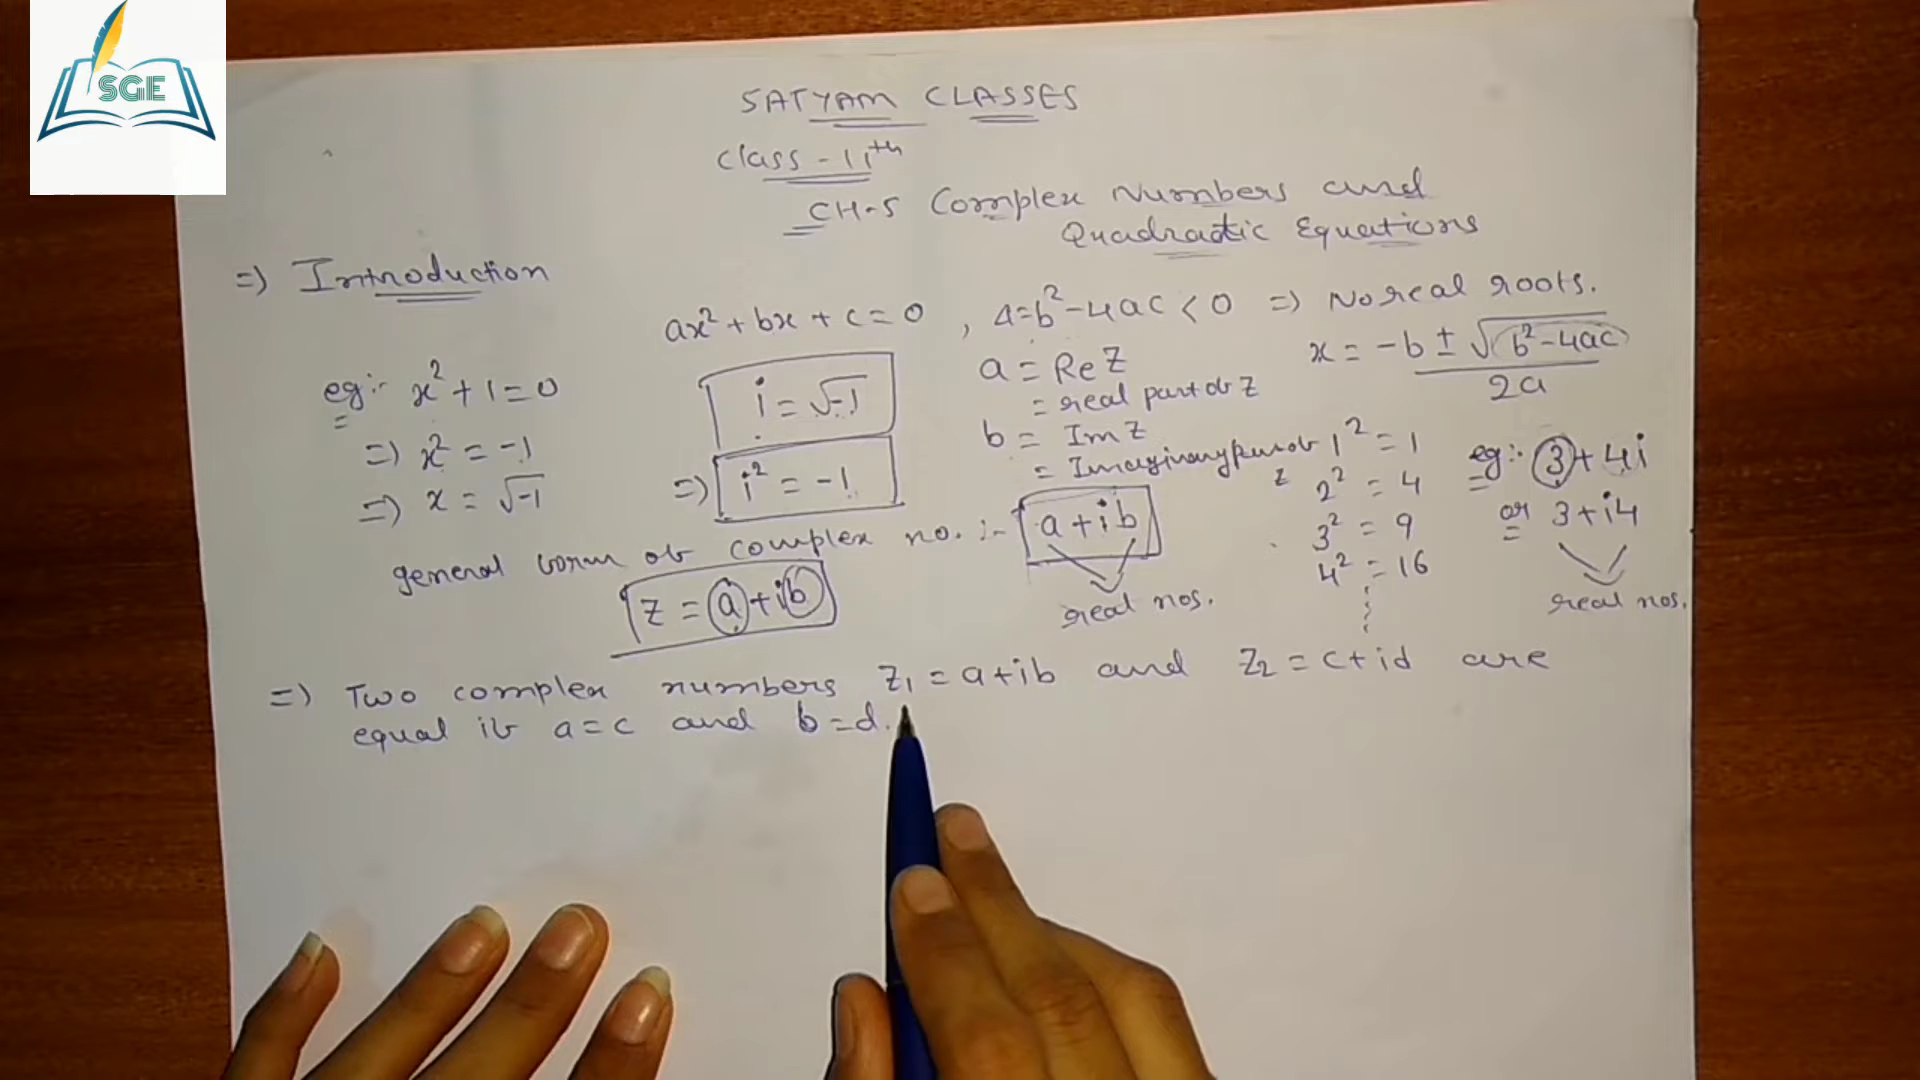 SGE
SATYAM CLASSES
Class - 11th
CH-5 Complex Numbers and
Quadratic Equations
=) Introduction
ax² + bx + c = 0 , Δ = b² - 4ac < 0 =) No real roots.
x = -b ± √(b² - 4ac) / 2a
eg:- x² + 1 = 0
=) x² = -1
=) x = √-1
i = √-1
=) i² = -1
a = Re Z
= real part of Z
b = Im Z
= Imaginary part of Z
1² = 1
2² = 4
3² = 9
4² = 16
eg:- 3 + 4i
or 3 + i4
real nos.
general form of complex no. :- a + ib
real nos.
Z = a + ib
=) Two complex numbers Z₁ = a + ib and Z₂ = c + id are
equal if a = c and b = d.